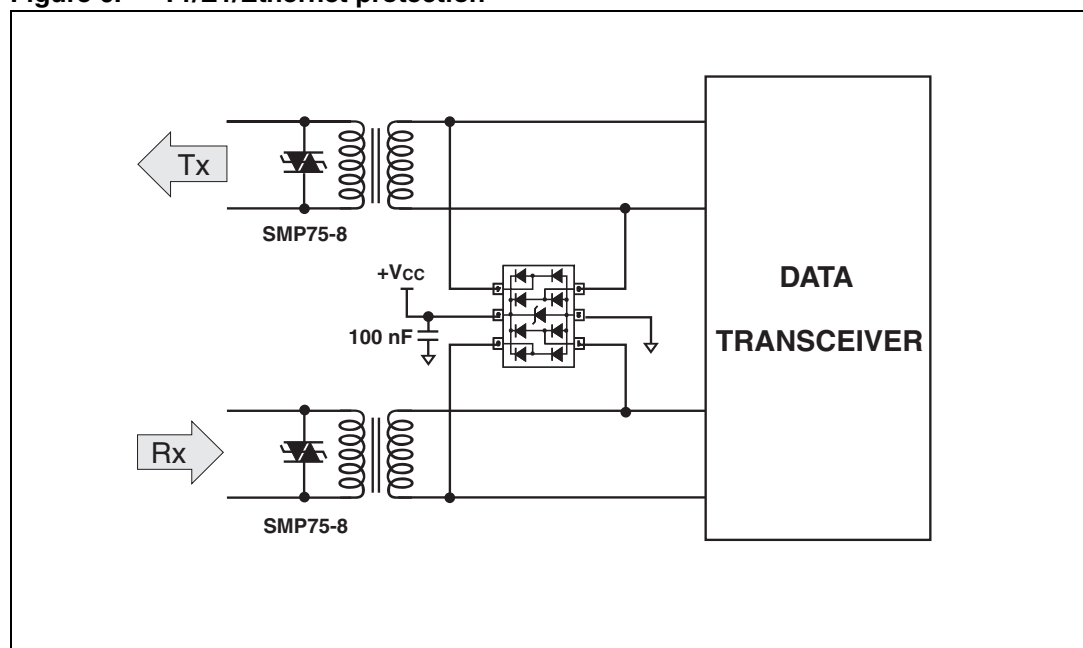 Tx
SMP75-8
+Vcc
100 nF
DATA
TRANSCEIVER
Rx
SMP75-8